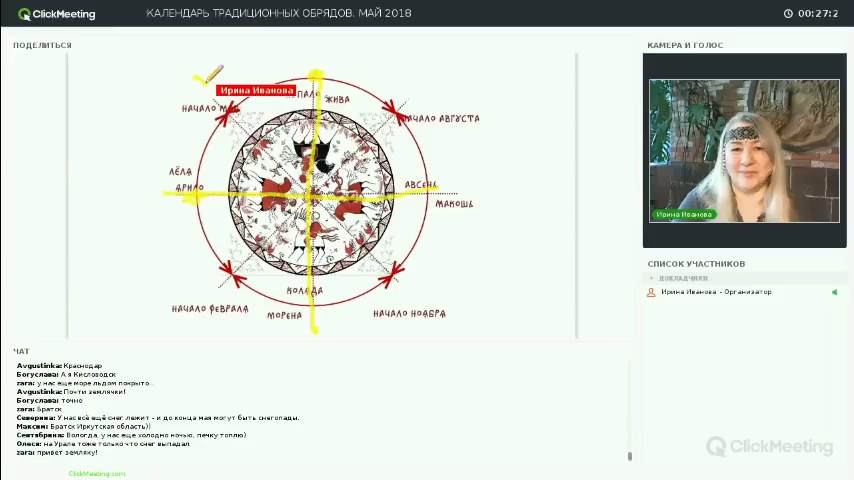 ClickMeeting
КАЛЕНДАРЬ ТРАДИЦИОННЫХ ОБРЯДОВ. МАЙ 2018
00:27:2
ПОДЕЛИТЬСЯ
КАМЕРА И ГОЛОС
Ирина Иванова
ЖИВА
НАЧАЛО
НАЧАЛО АВГУСТА
ЛЁЛА
ЯРИЛО
АВСЕНЬ
МАКОШЬ
КОЛЯДА
НАЧАЛО ФЕВРАЛЯ
МОРЕНА
НАЧАЛО НОЯБРЯ
Ирина Иванова
СПИСОК УЧАСТНИКОВ
ДОКЛАДЧИКИ
Ирина Иванова - Организатор
ЧАТ
Avgustinka: Краснодар
Богуслава: А я Кисловодск
zara: у нас еще море льдом покрыто..
Avgustinka: Почти землячки!
Богуслава: точно
zara: Братск
Северина: У нас всё ещё снег лежит - и до конца мая могут быть снегопады.
Максим: Братск Иркутская область))
Сентябрина: Вологда, у нас еще холодно ночью, печку топлю)
Олеся: на Урале тоже только что снег выпадал
zara: привет земляку!
ClickMeeting.com
ClickMeeting